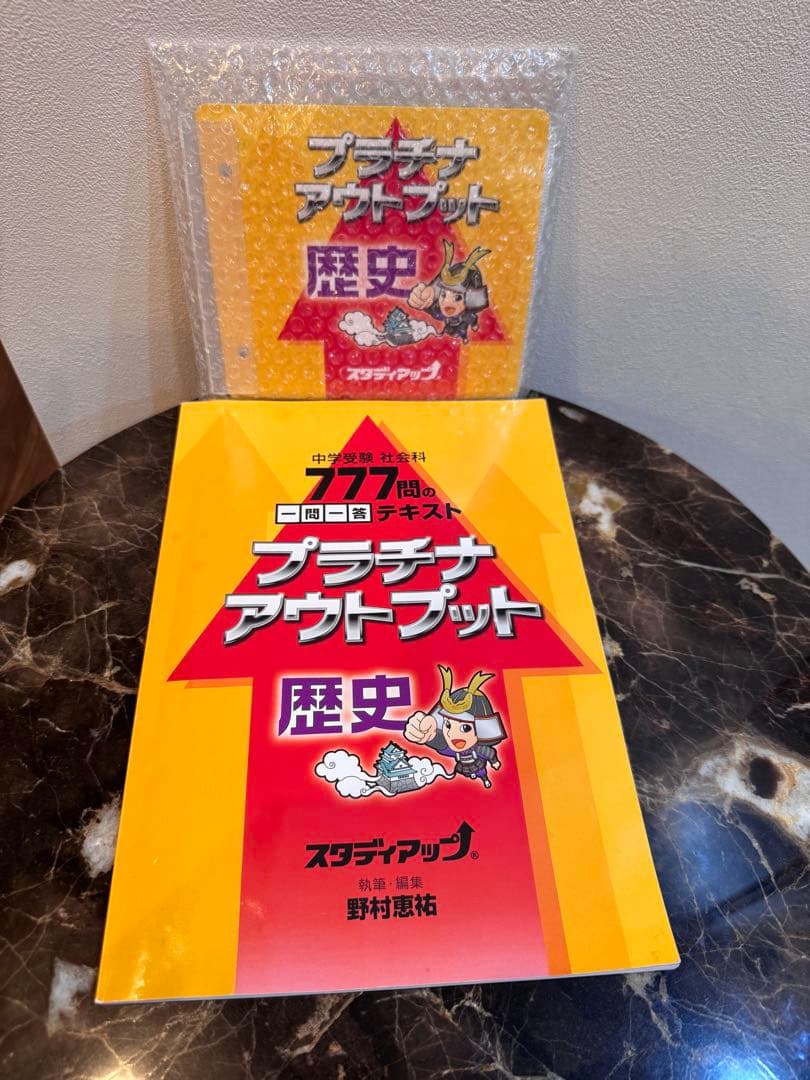 プラチナ
アウトプット
歴史
スタディアップ
中学受験 社会科
777問の
一問一答テキスト
プラチナ
アウトプット
歴史
スタディアップ®
執筆・編集
野村恵祐